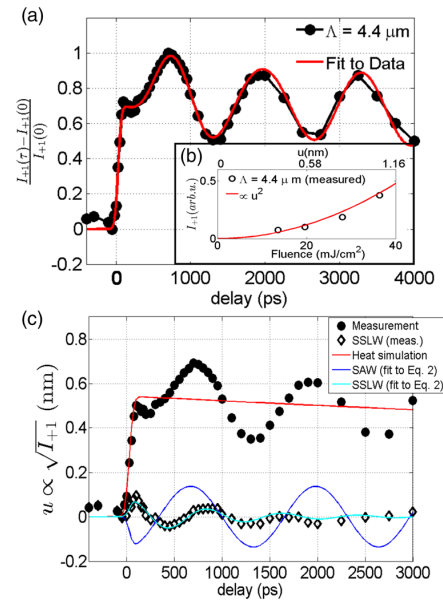 (a)
Λ = 4.4 μm
Fit to Data
I+1(τ)−I+1(0)
I+1(0)
1
0.8
0.6
0.4
0.2
0
-0.2
(b)
u(nm)
0 0.58 1.16
0.5
0
I+1(arb.u.)
Λ = 4.4 μ m (measured)
∝ u²
0 20 40
Fluence (mJ/cm²)
0 1000 2000 3000 4000
0
delay (ps)
(c)
Measurement
SSLW (meas.)
Heat simulation
SAW (fit to Eq. 2)
SSLW (fit to Eq. 2)
u ∝ √I+1 (nm)
1
0.8
0.6
0.4
0.2
0
-0.2
0 500 1000 1500 2000 2500 3000
delay (ps)